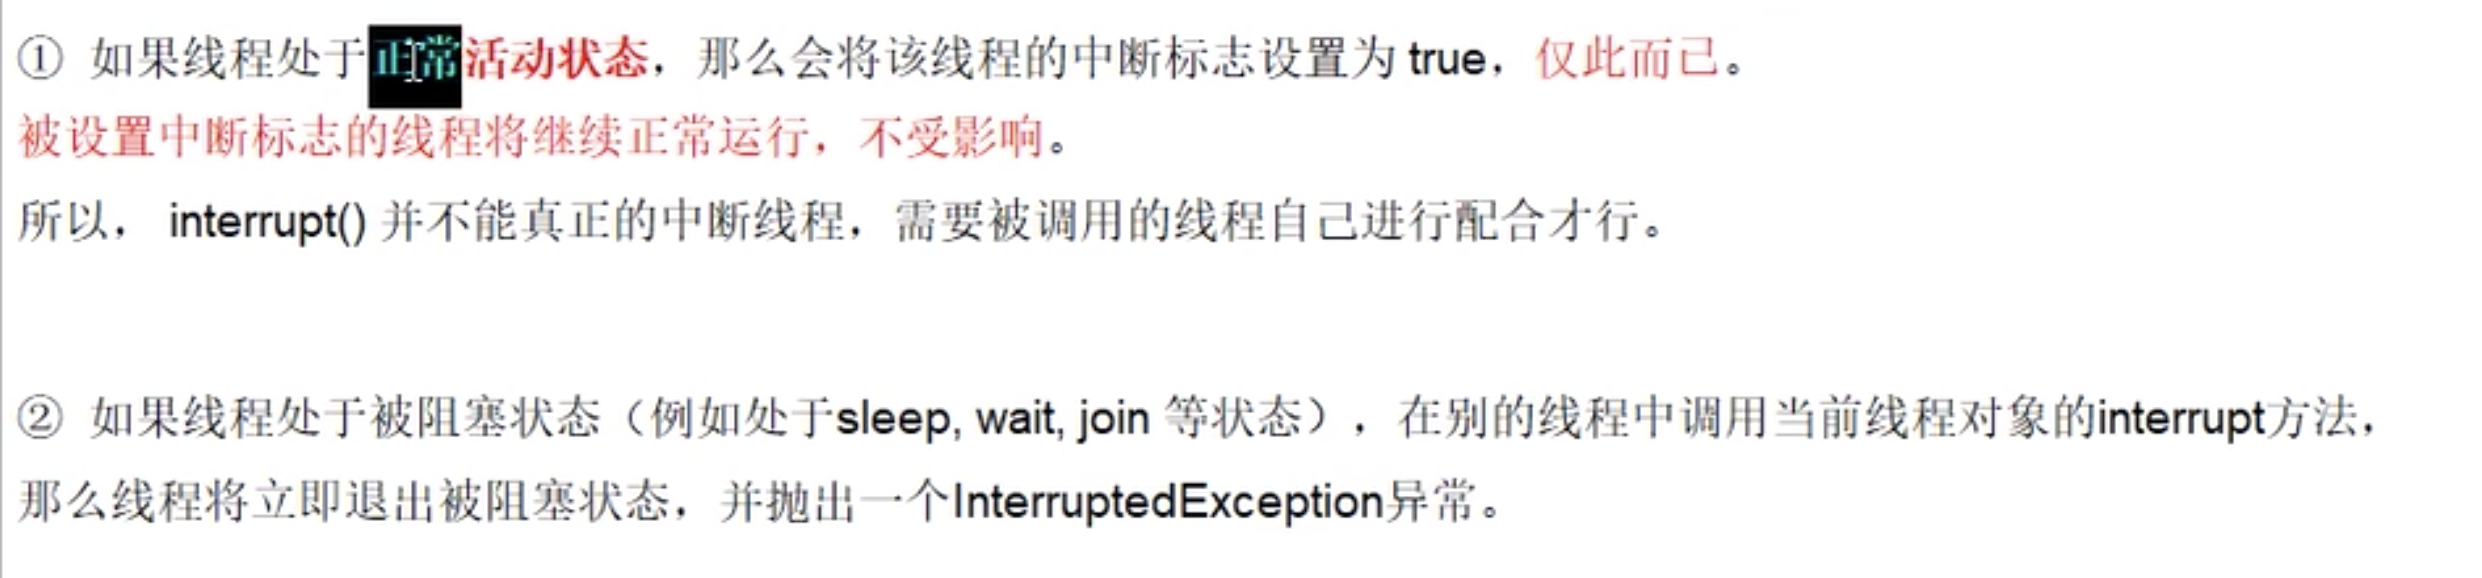 ① 如果线程处于正常活动状态，那么会将该线程的中断标志设置为 true，仅此而已。
被设置中断标志的线程将继续正常运行，不受影响。
所以， interrupt() 并不能真正的中断线程，需要被调用的线程自己进行配合才行。
② 如果线程处于被阻塞状态（例如处于sleep, wait, join 等状态），在别的线程中调用当前线程对象的interrupt方法，
那么线程将立即退出被阻塞状态，并抛出一个InterruptedException异常。